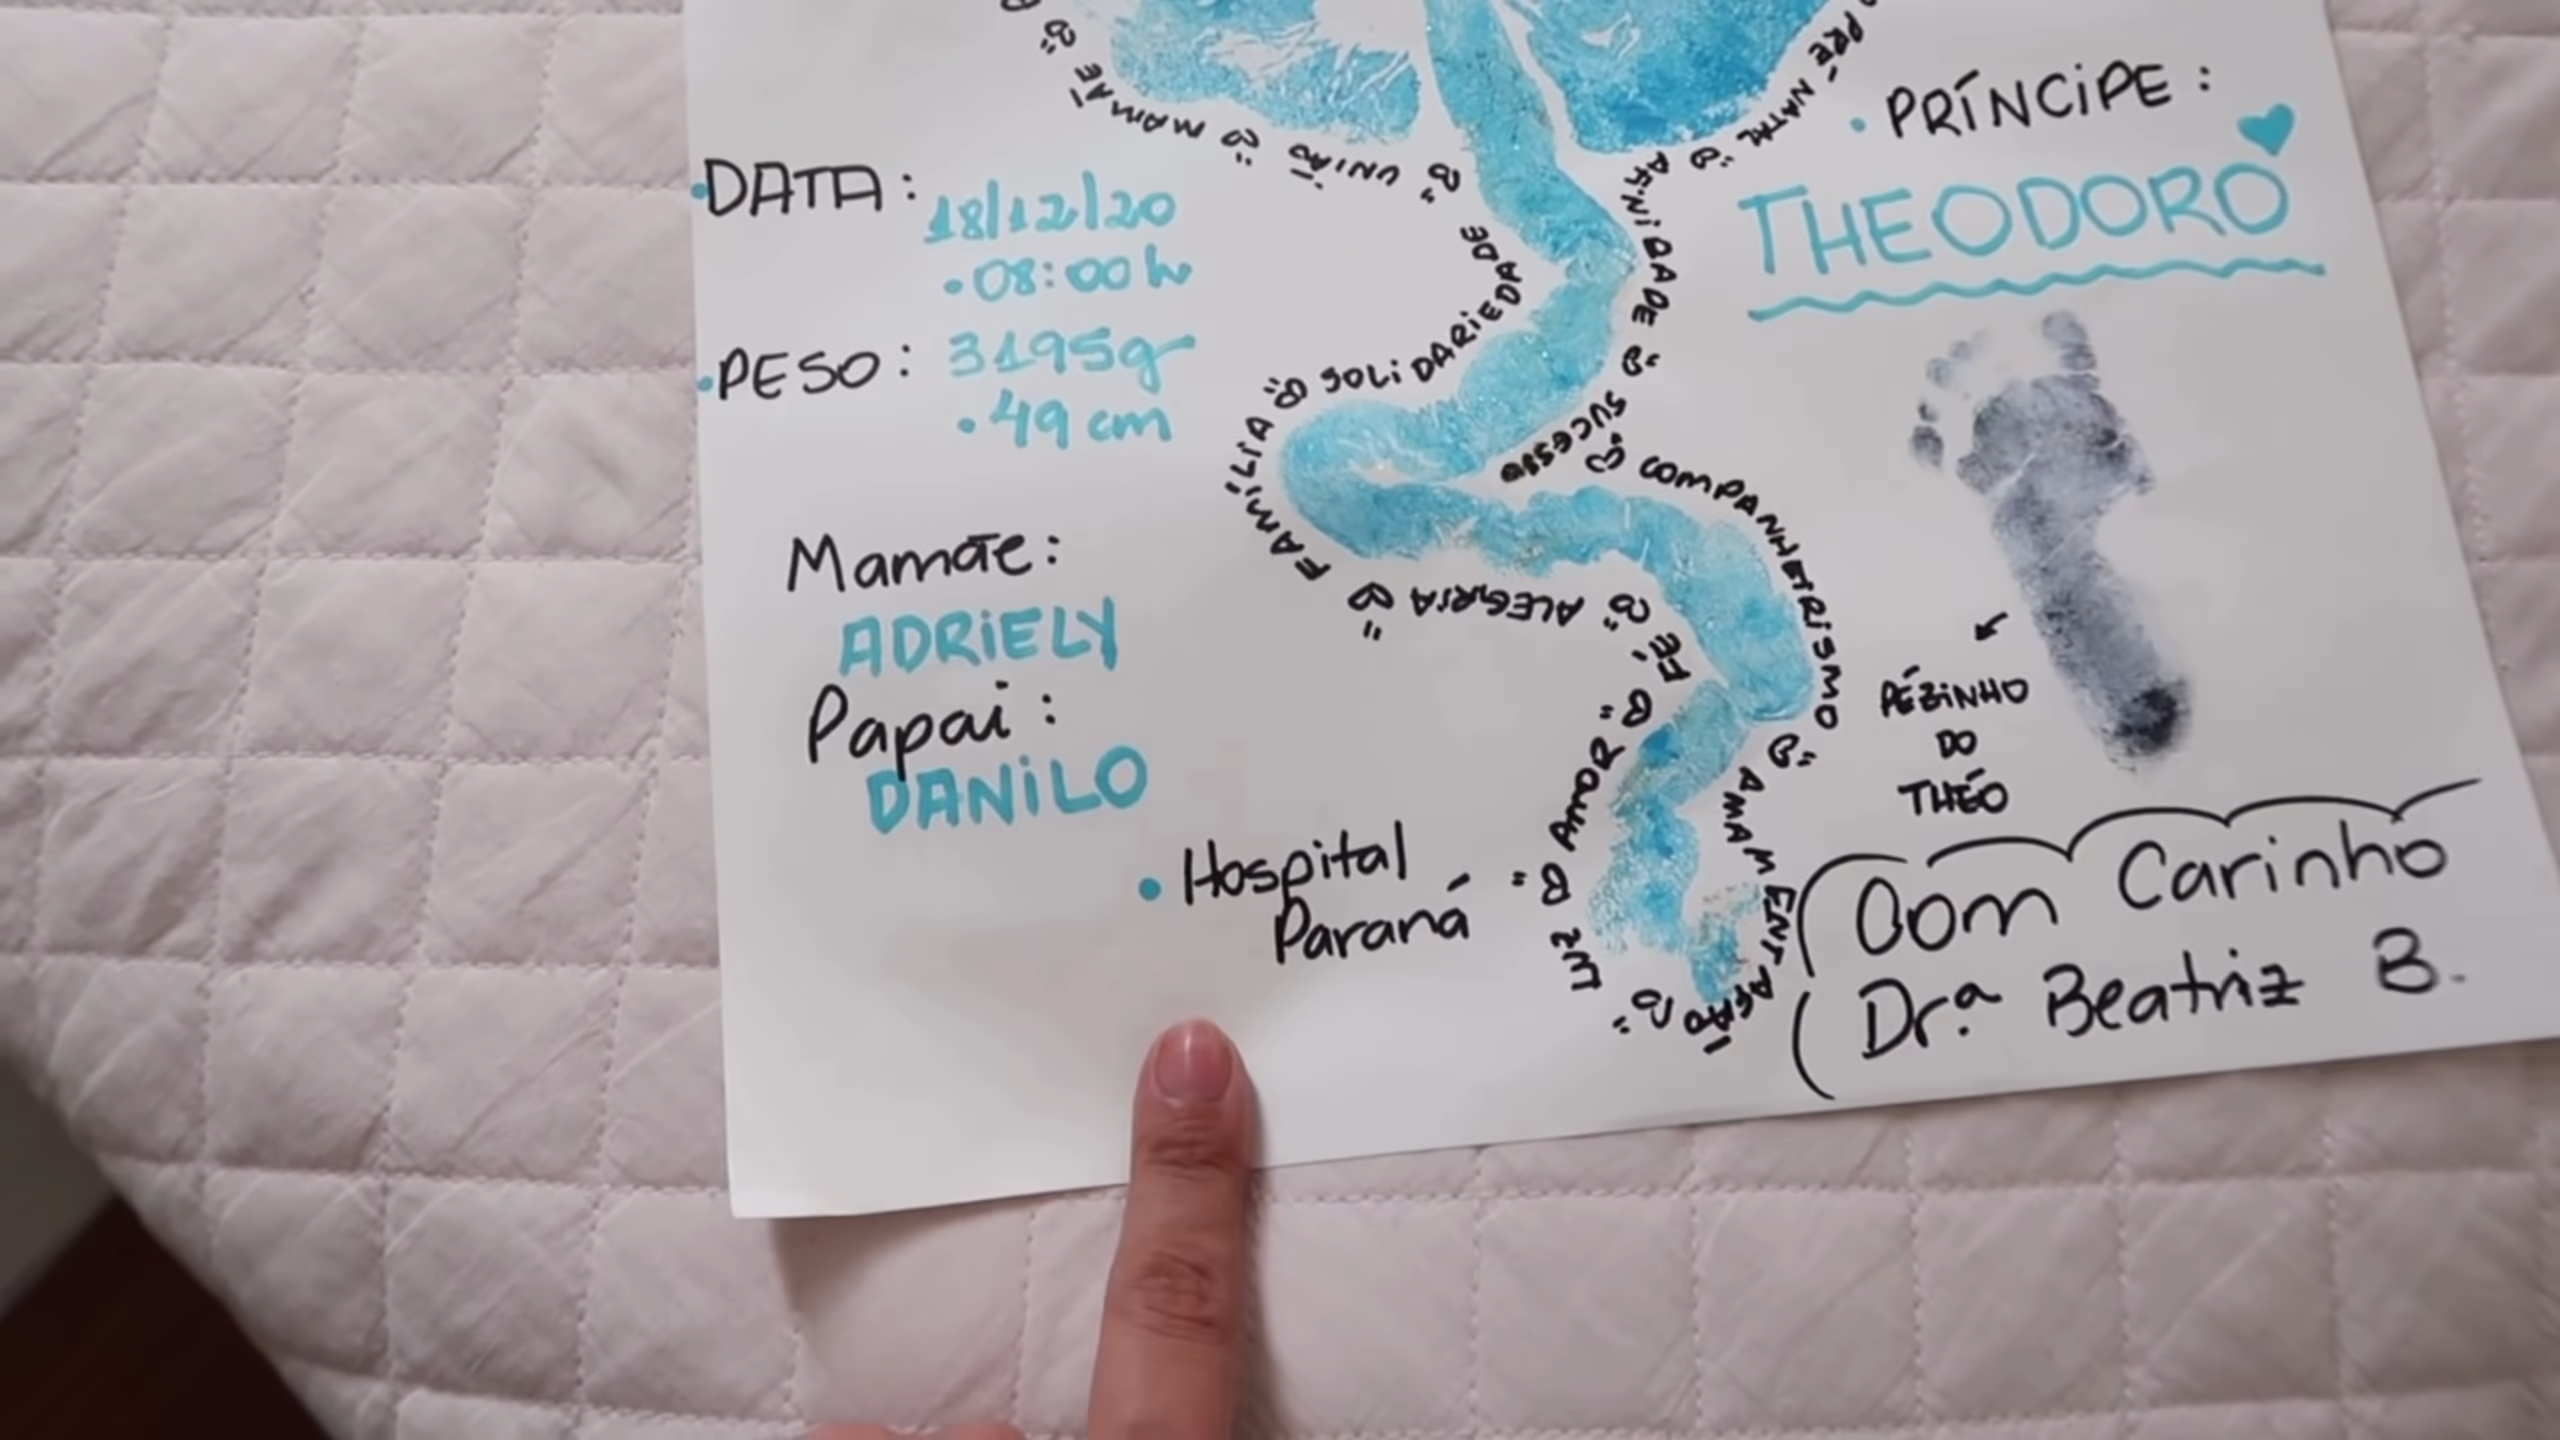 •DATA: 18/12/20
•08:00h
•PESO: 3195g
•49 cm
Mamãe:
ADRIELY
Papai:
DANILO
•Hospital
Paraná
•PRÍNCIPE:
THEODORO
PÉZINHO
DO
THÉO
Com Carinho
Drª Beatriz B.
MAMÃE
UNIÃO
SOLIDARIEDADE
FAMÍLIA
ALEGRIA
FÉ
AMOR
LUZ
PRÉ-NATAL
AFINIDADE
SUCESSO
COMPANHEIRISMO
AMAMENTAÇÃO